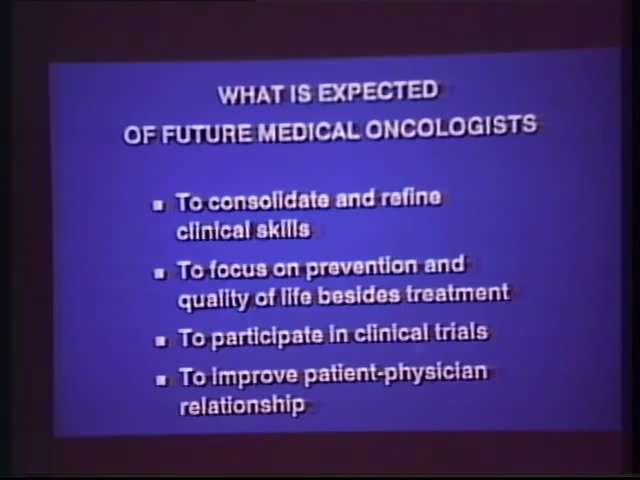 WHAT IS EXPECTED
OF FUTURE MEDICAL ONCOLOGISTS
▪ To consolidate and refine
clinical skills
▪ To focus on prevention and
quality of life besides treatment
▪ To participate in clinical trials
▪ To improve patient-physician
relationship